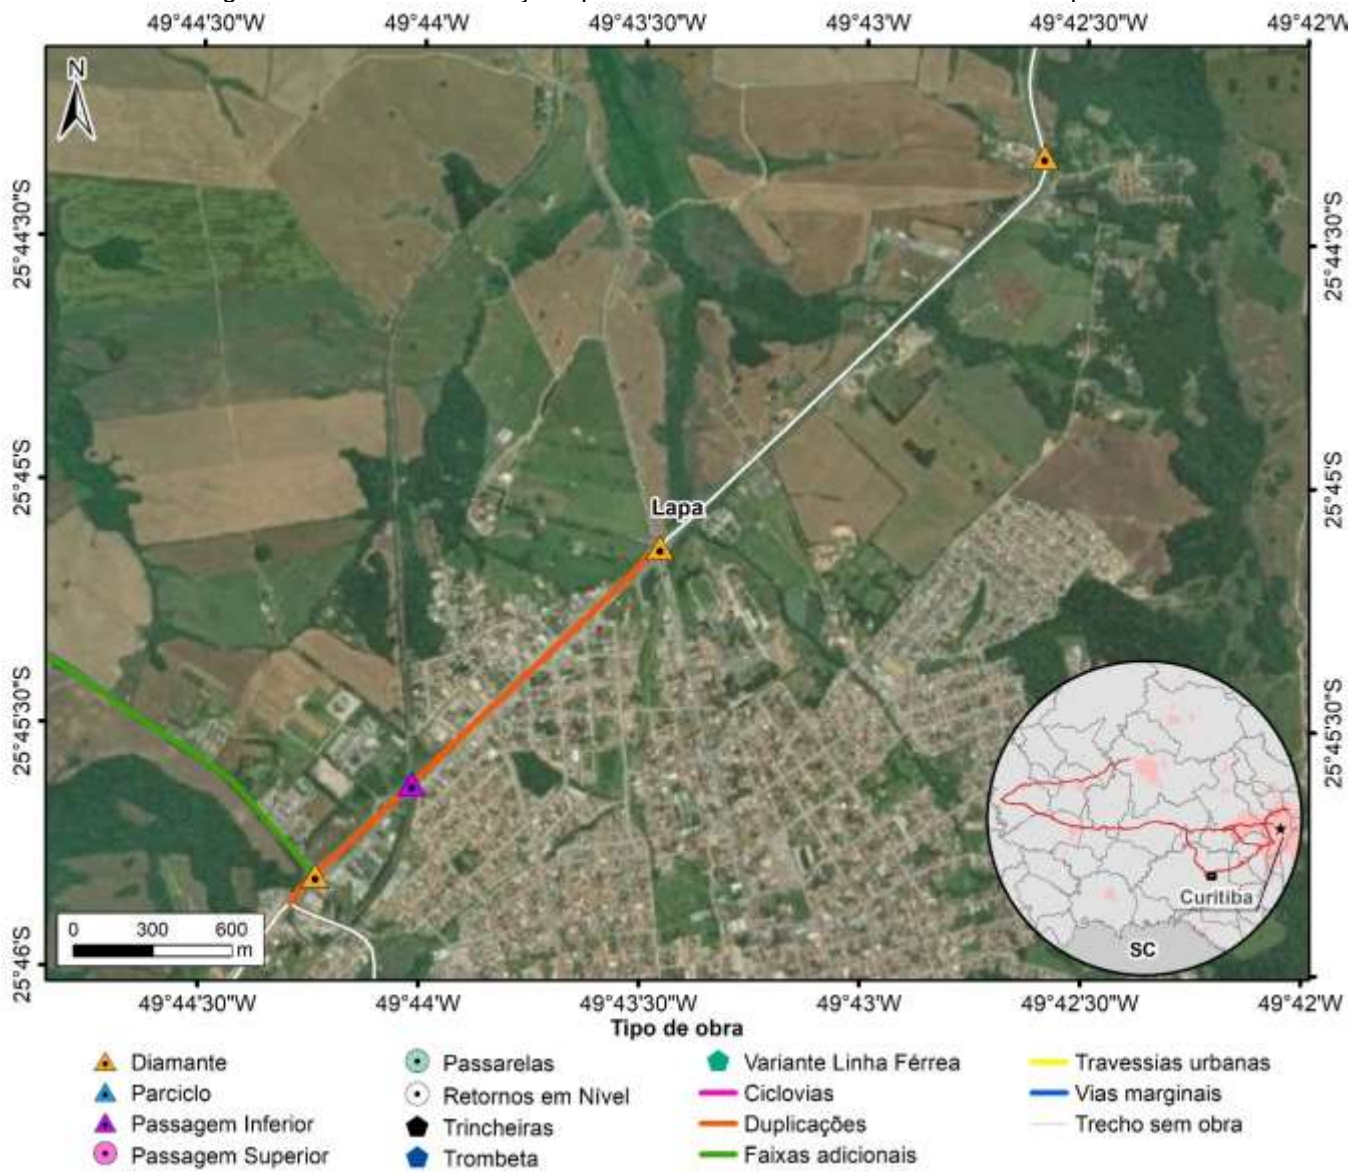 49°44'30"W 49°44'W 49°43'30"W 49°43'W 49°42'30"W 49°42'W
N
25°44'30"S
25°44'30"S
25°45'S
25°45'S
Lapa
25°45'30"S
25°45'30"S
Curitiba
SC
0 300 600
m
25°46'S
49°44'30"W 49°44'W 49°43'30"W 49°43'W 49°42'30"W 49°42'W
Tipo de obra
Diamante
Parciclo
Passagem Inferior
Passagem Superior
Passarelas
Retornos em Nível
Trincheiras
Trombeta
Variante Linha Férrea
Ciclovias
Duplicações
Faixas adicionais
Travessias urbanas
Vias marginais
Trecho sem obra